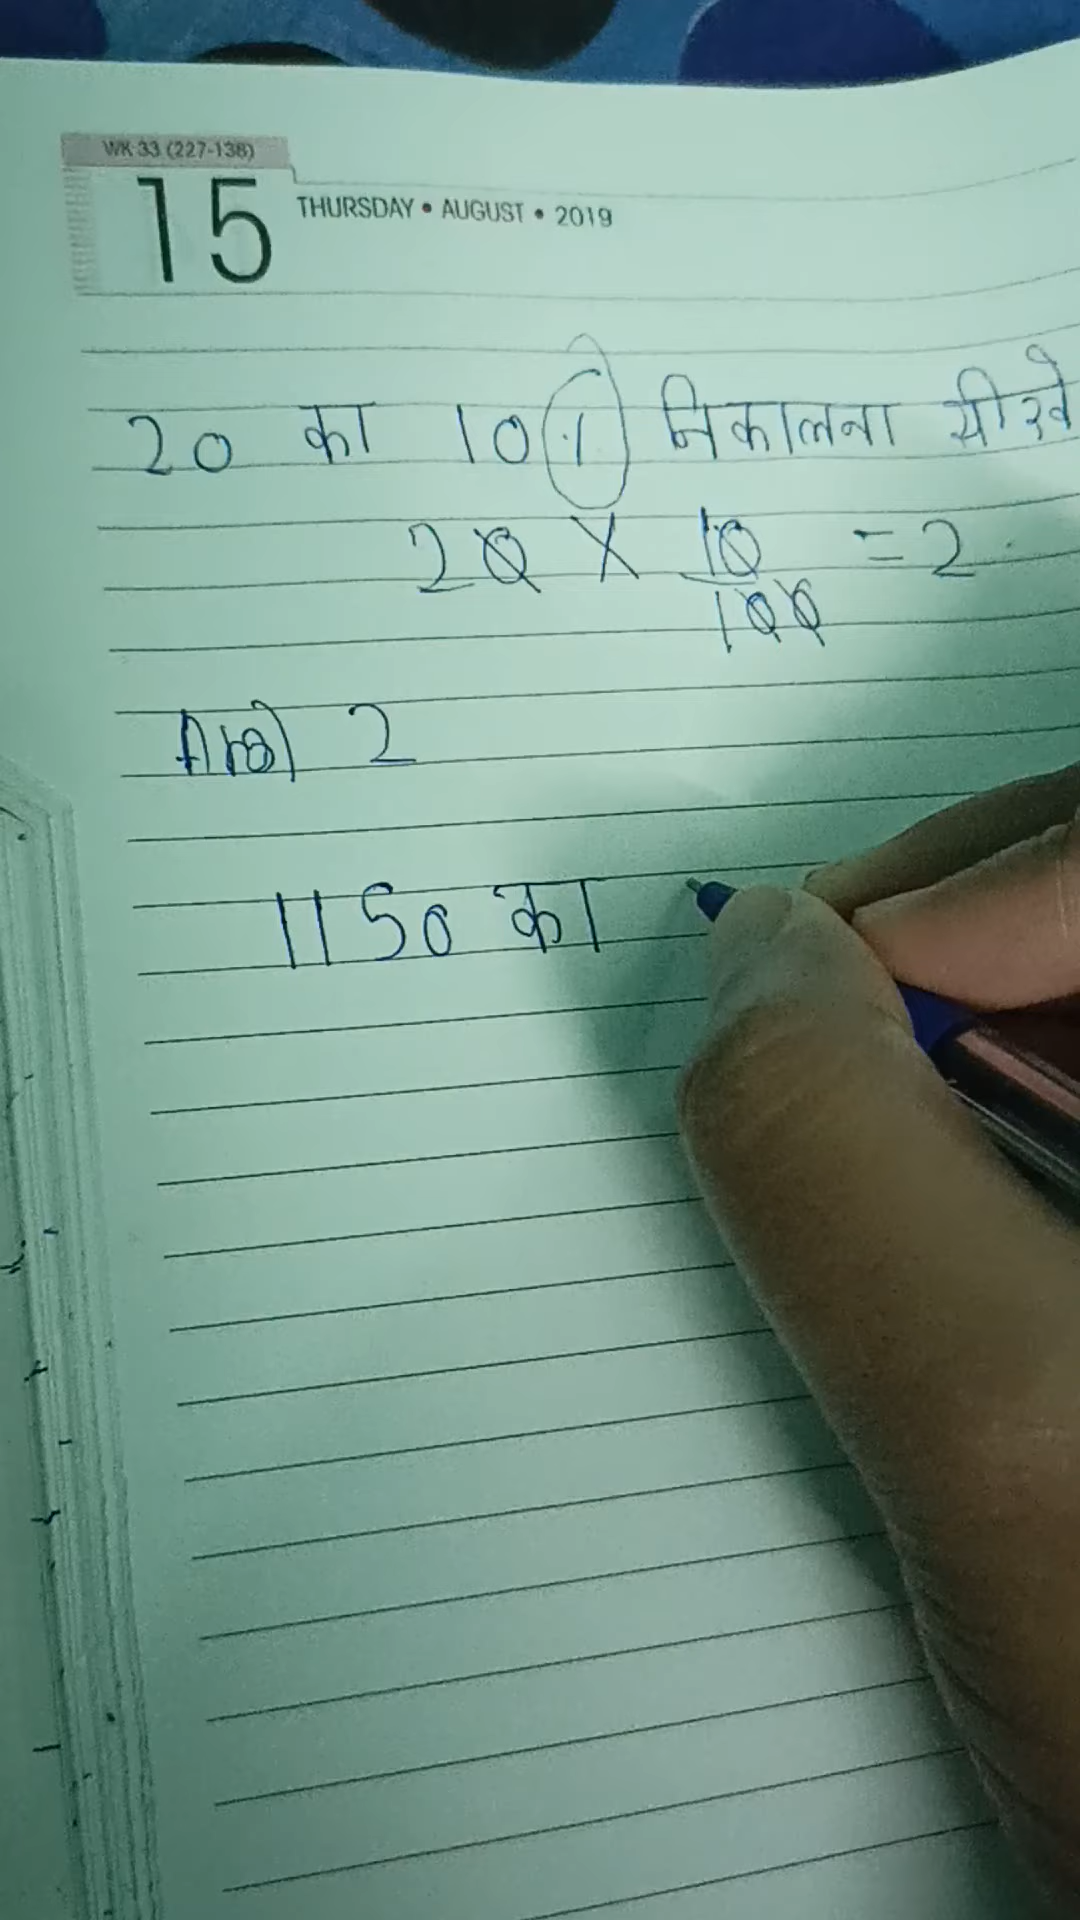 WK 33 (227-138)
15 THURSDAY • AUGUST • 2019
20 का 10% निकालना सीखे
20 X 10/100 = 2
Ans) 2
1150 का